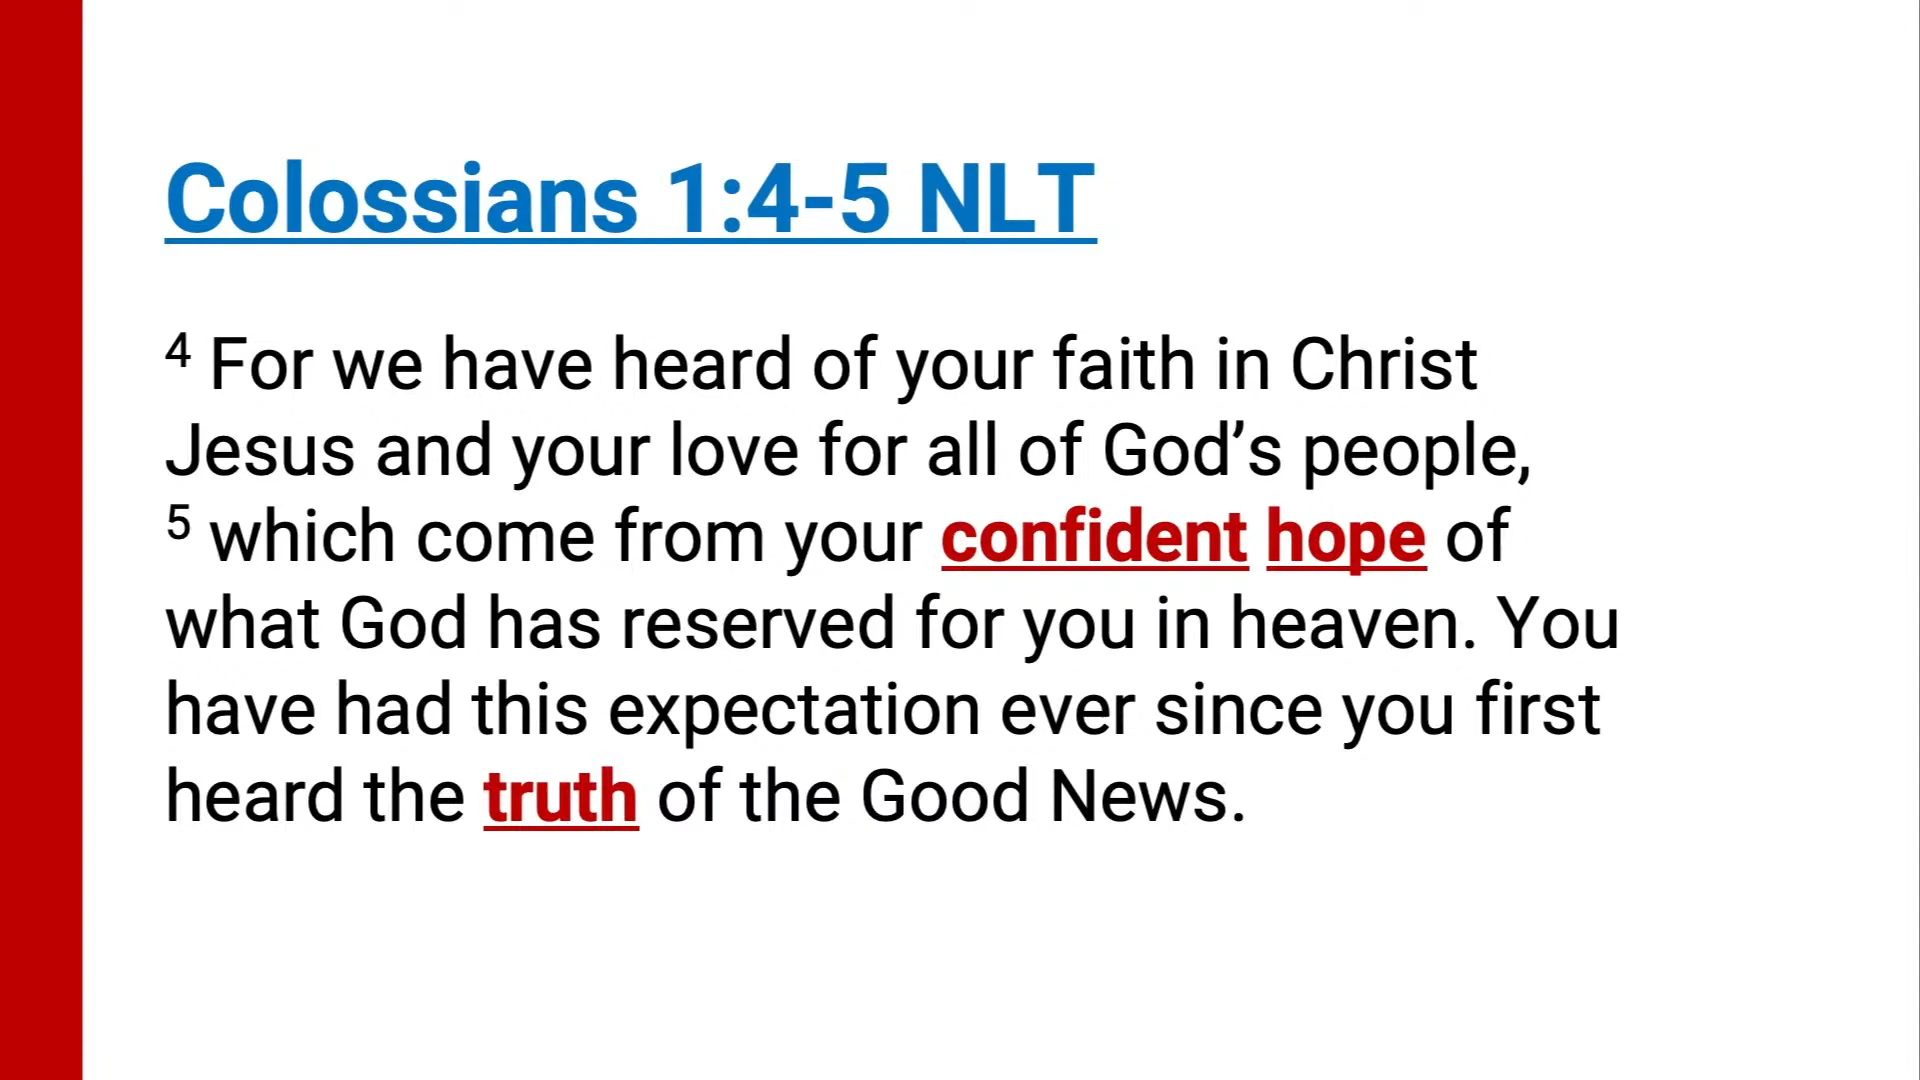 Colossians 1:4-5 NLT
4 For we have heard of your faith in Christ
Jesus and your love for all of God’s people,
5 which come from your confident hope of
what God has reserved for you in heaven. You
have had this expectation ever since you first
heard the truth of the Good News.